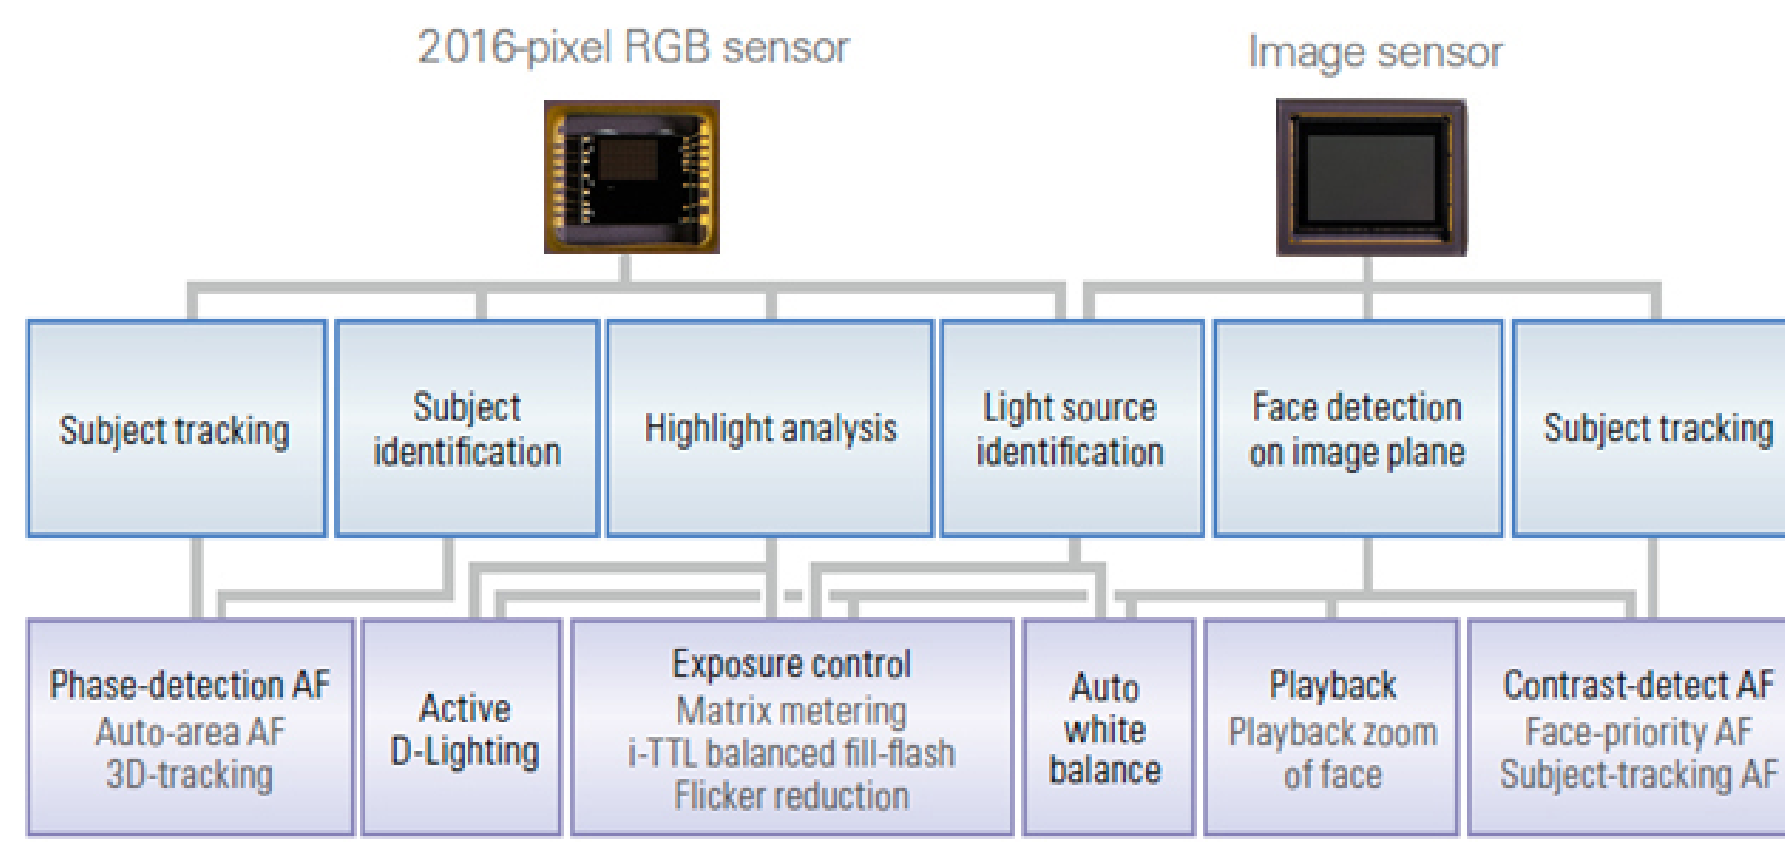 2016-pixel RGB sensor
Image sensor
Subject tracking
Subject
identification
Highlight analysis
Light source
identification
Face detection
on image plane
Subject tracking
Phase-detection AF
Auto-area AF
3D-tracking
Active
D-Lighting
Exposure control
Matrix metering
i-TTL balanced fill-flash
Flicker reduction
Auto
white
balance
Playback
Playback zoom
of face
Contrast-detect AF
Face-priority AF
Subject-tracking AF